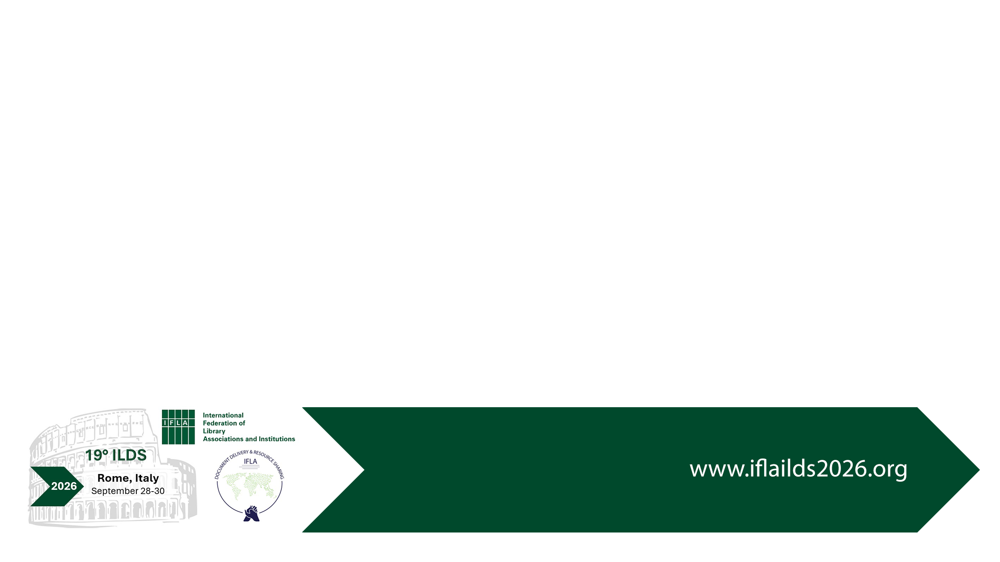 IFLA
International
Federation of
Library
Associations and Institutions
19° ILDS
2026
Rome, Italy
September 28-30
DOCUMENT DELIVERY & RESOURCE SHARING
IFLA
www.iflailds2026.org